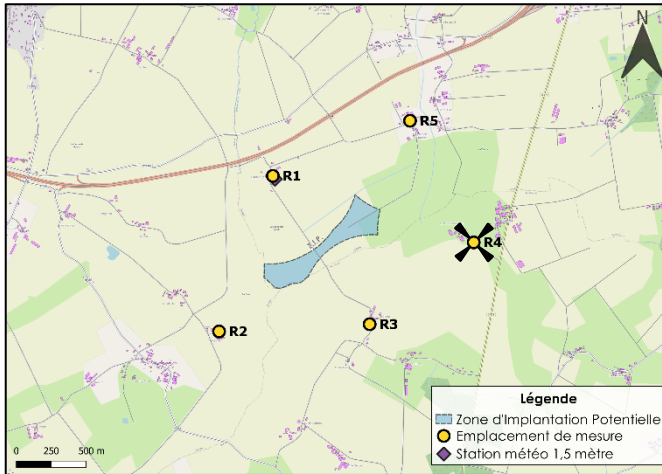 N
R5
R1
Z.I.P
R4
R3
R2
Légende
Zone d'Implantation Potentielle
Emplacement de mesure
Station météo 1,5 mètre
0 250 500 m